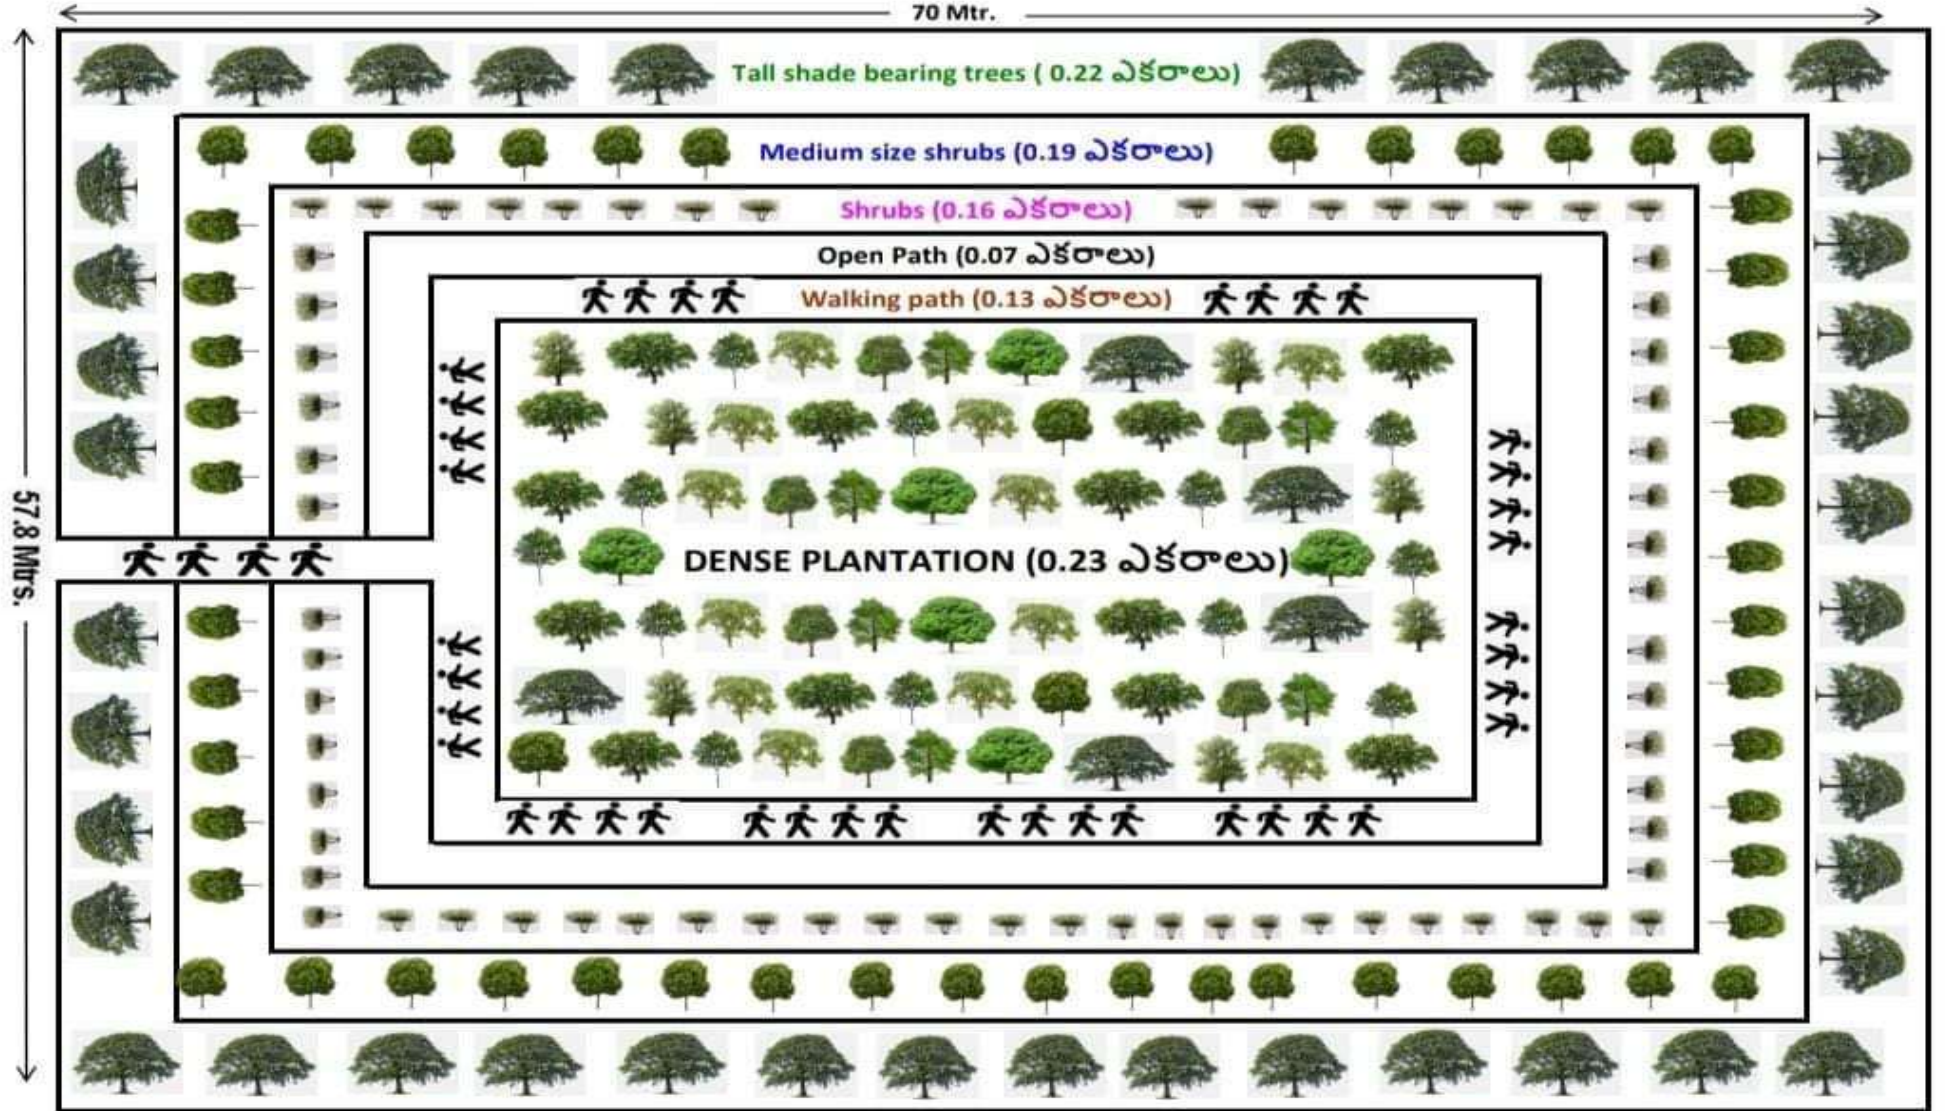 70 Mtr.
Tall shade bearing trees ( 0.22 ఎకరాలు)
Medium size shrubs (0.19 ఎకరాలు)
Shrubs (0.16 ఎకరాలు)
Open Path (0.07 ఎకరాలు)
Walking path (0.13 ఎకరాలు)
57.8 Mtrs.
DENSE PLANTATION (0.23 ఎకరాలు)